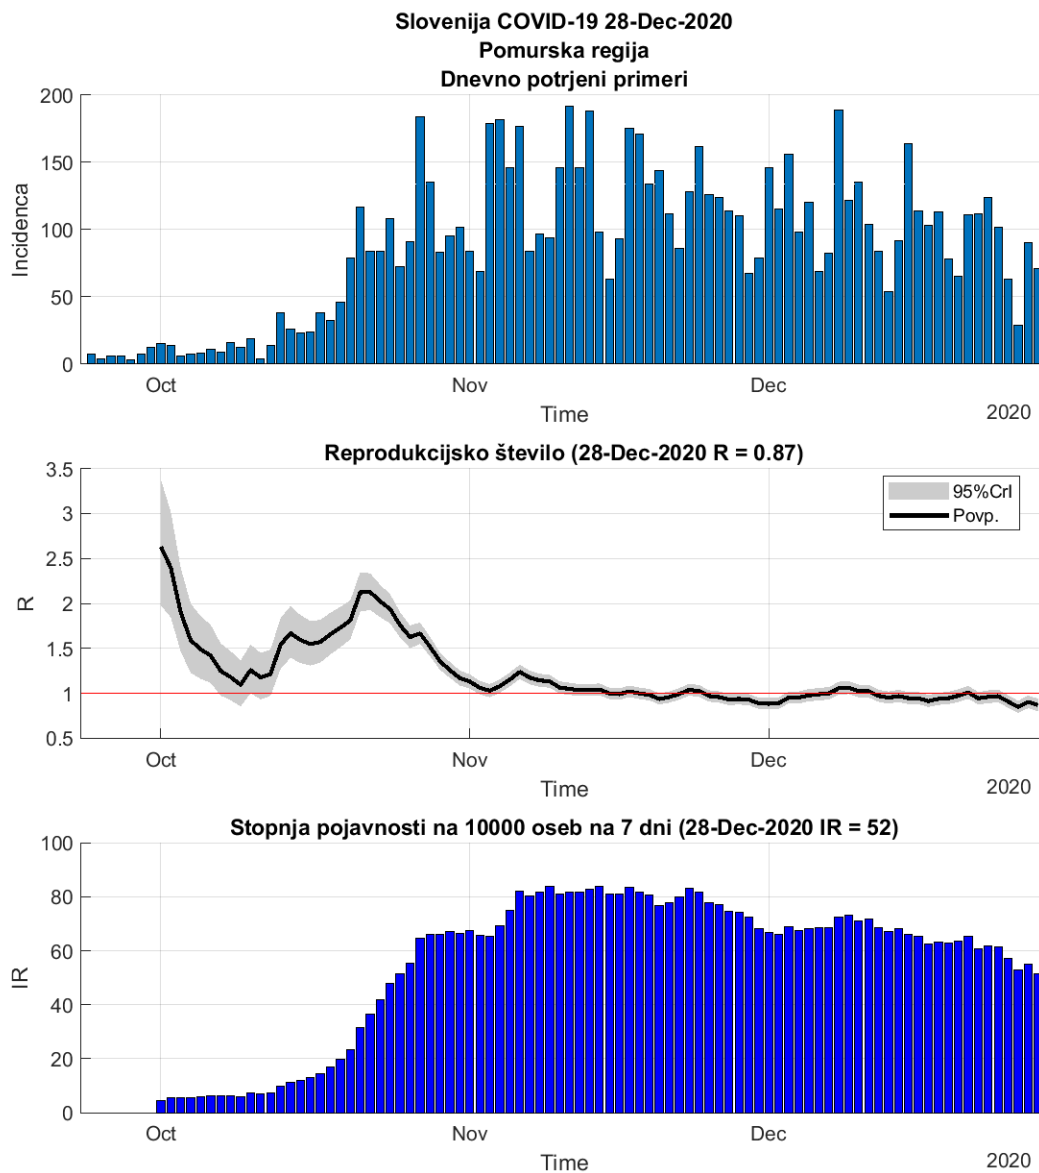 Slovenija COVID-19 28-Dec-2020
Pomurska regija
Dnevno potrjeni primeri
200
150
100
50
0
Incidenca
Oct
Nov
Dec
Time
2020
Reprodukcijsko število (28-Dec-2020 R = 0.87)
3.5
3
2.5
2
1.5
1
0.5
R
95%CrI
Povp.
Oct
Nov
Dec
Time
2020
Stopnja pojavnosti na 10000 oseb na 7 dni (28-Dec-2020 IR = 52)
100
80
60
40
20
0
IR
Oct
Nov
Dec
Time
2020